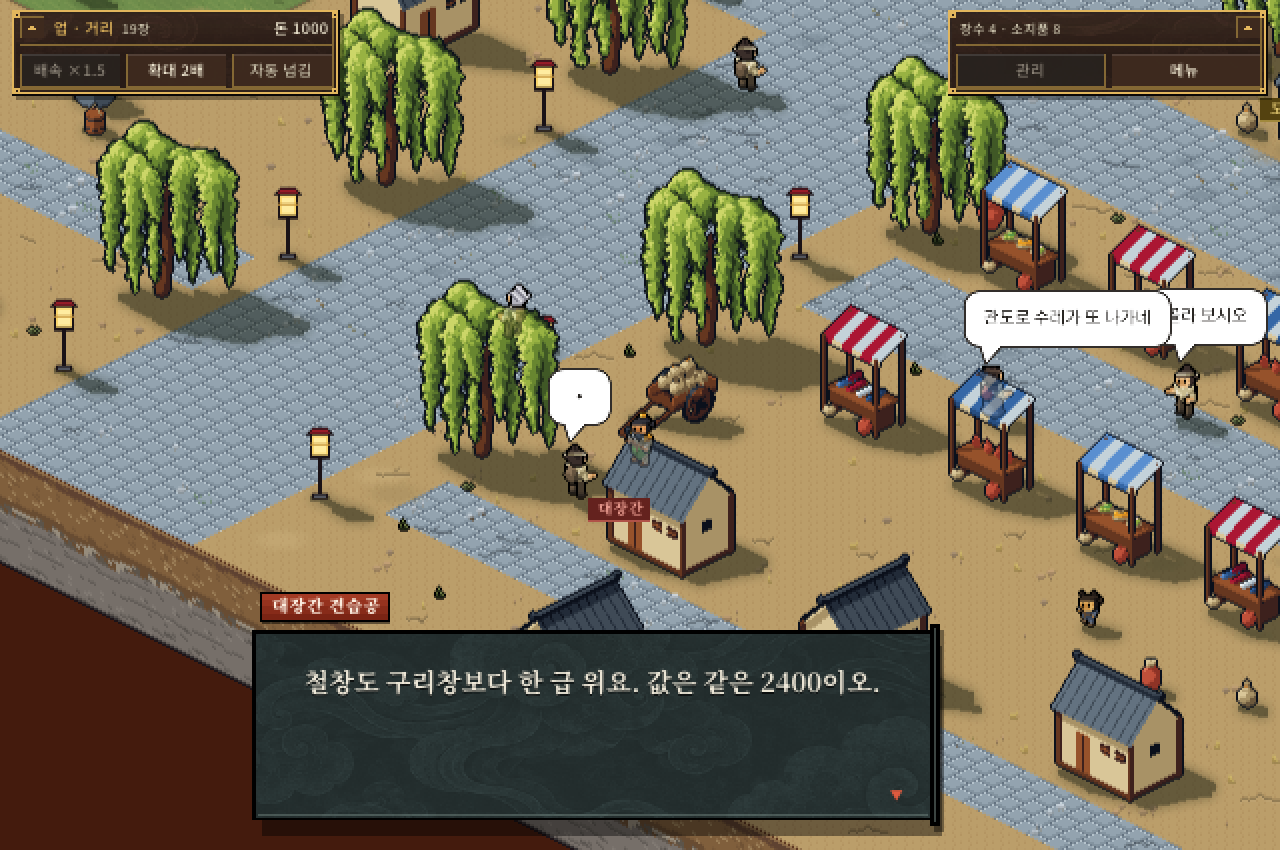 업 · 거리 19장
돈 1000
배속 ×1.5
확대 2배
자동 넘김
장수 4 · 소지품 8
관리
메뉴
관도로 수레가 또 나가네
골라 보시오
대장간
대장간 견습공
철창도 구리창보다 한 급 위요. 값은 같은 2400이오.